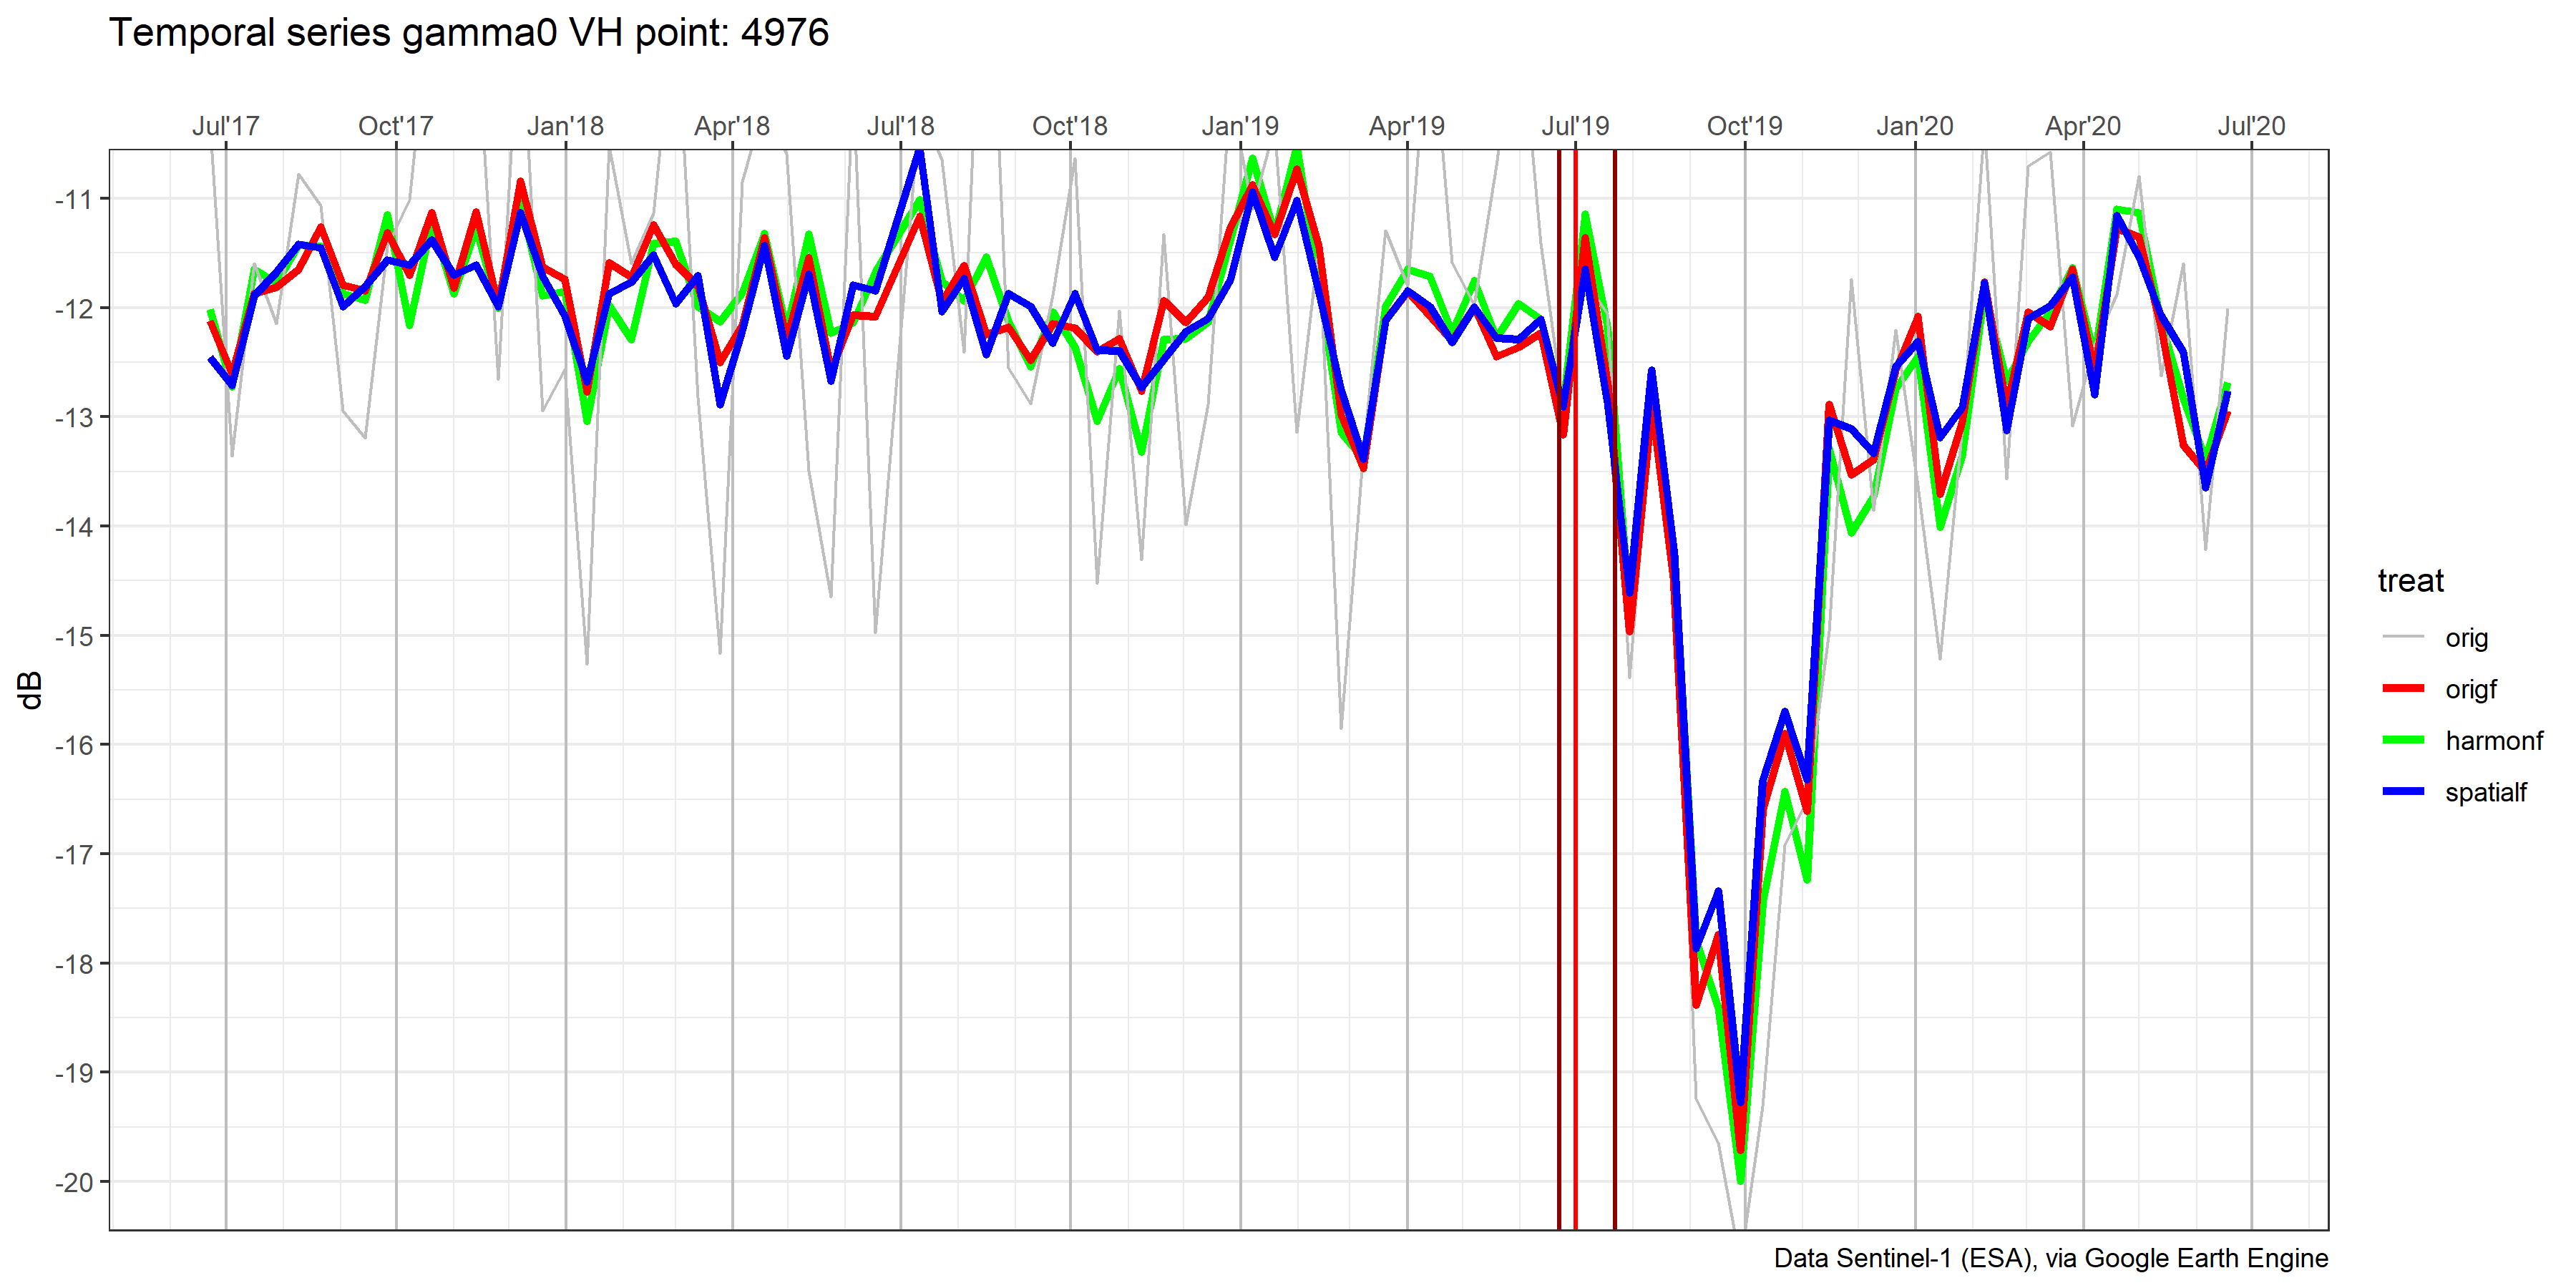 Temporal series gamma0 VH point: 4976
Jul'17 Oct'17 Jan'18 Apr'18 Jul'18 Oct'18 Jan'19 Apr'19 Jul'19 Oct'19 Jan'20 Apr'20 Jul'20
-11
-12
-13
-14
-15
-16
-17
-18
-19
-20
dB
treat
orig
origf
harmonf
spatialf
Data Sentinel-1 (ESA), via Google Earth Engine